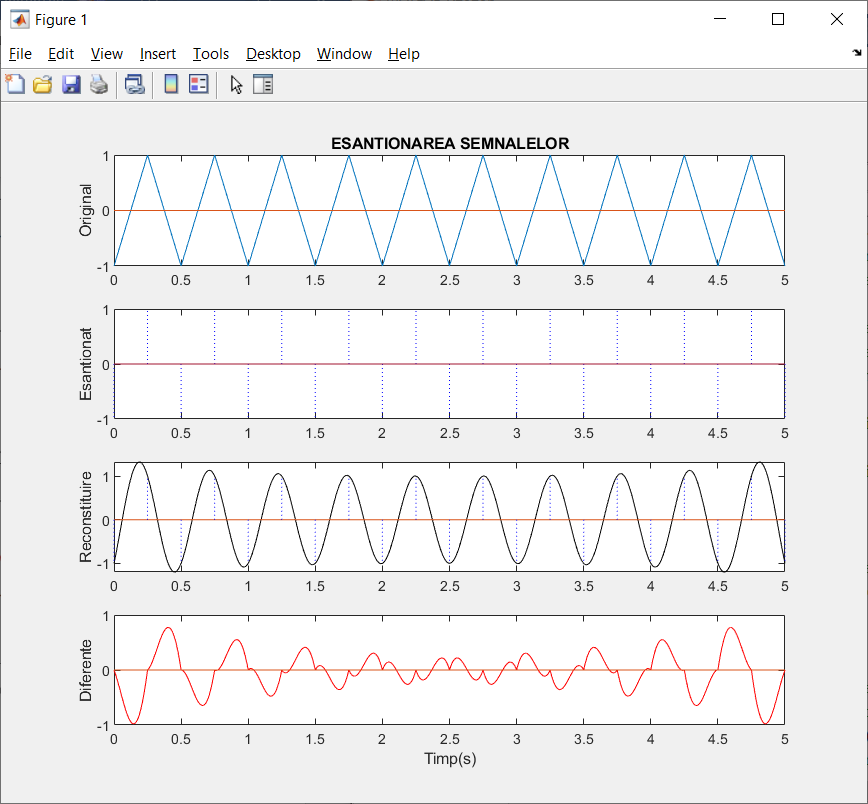 Figure 1
File Edit View Insert Tools Desktop Window Help
ESANTIONAREA SEMNALELOR
Original
1
0
-1
0 0.5 1 1.5 2 2.5 3 3.5 4 4.5 5
Esantionat
1
0
-1
0 0.5 1 1.5 2 2.5 3 3.5 4 4.5 5
Reconstituire
1
0
-1
0 0.5 1 1.5 2 2.5 3 3.5 4 4.5 5
Diferente
1
0
-1
0 0.5 1 1.5 2 2.5 3 3.5 4 4.5 5
Timp(s)